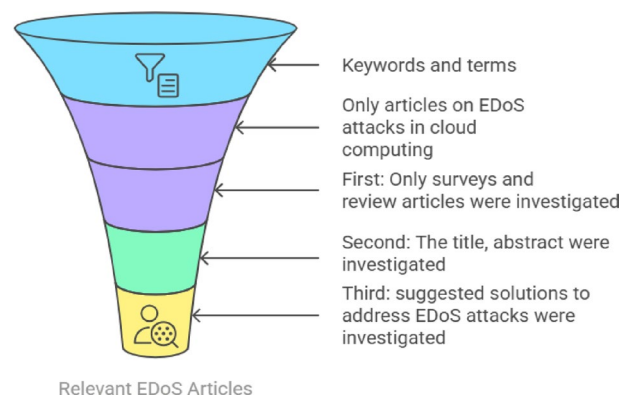 Keywords and terms
Only articles on EDoS
attacks in cloud
computing
First: Only surveys and
review articles were investigated
Second: The title, abstract were
investigated
Third: suggested solutions to
address EDoS attacks were
investigated
Relevant EDoS Articles